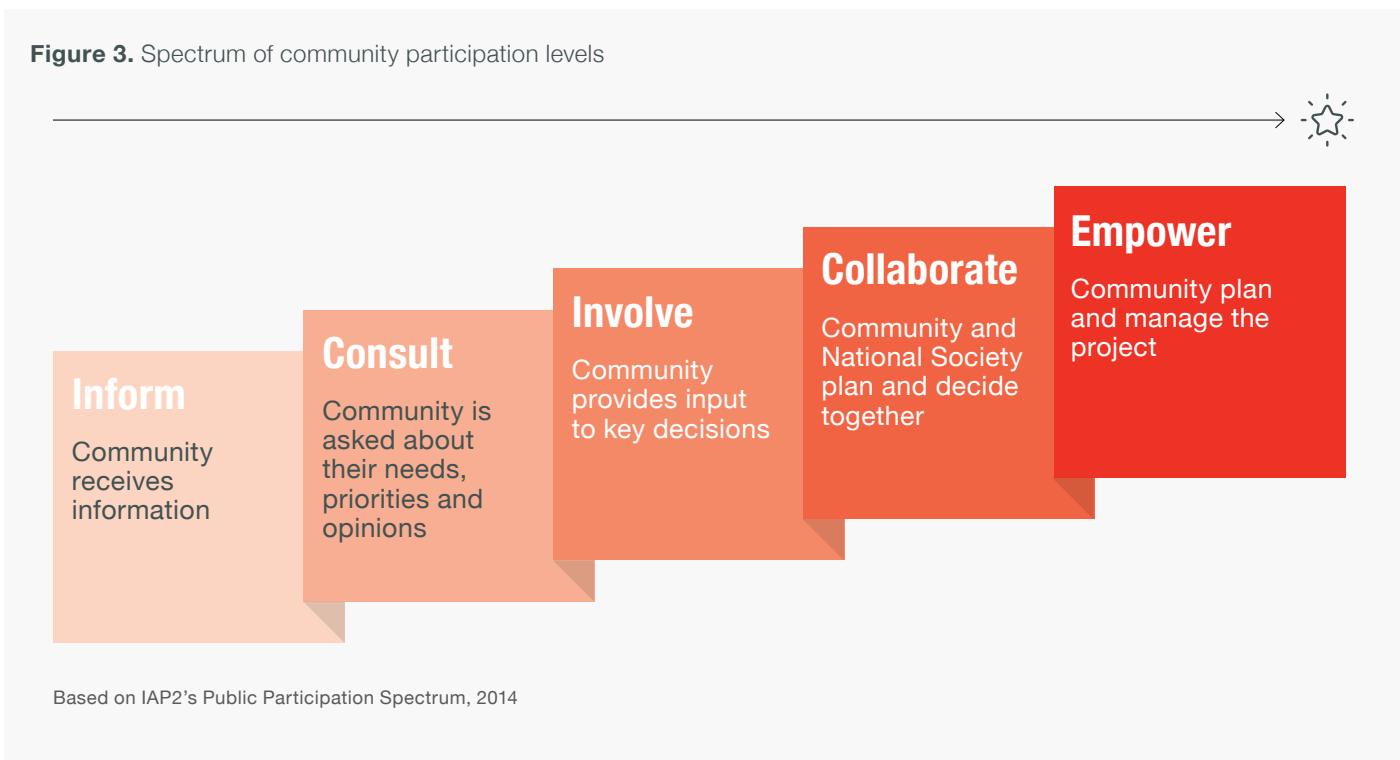 Figure 3. Spectrum of community participation levels
Inform
Community
receives
information
Consult
Community is
asked about
their needs,
priorities and
opinions
Involve
Community
provides input
to key decisions
Collaborate
Community and
National Society
plan and decide
together
Empower
Community plan
and manage the
project
Based on IAP2’s Public Participation Spectrum, 2014